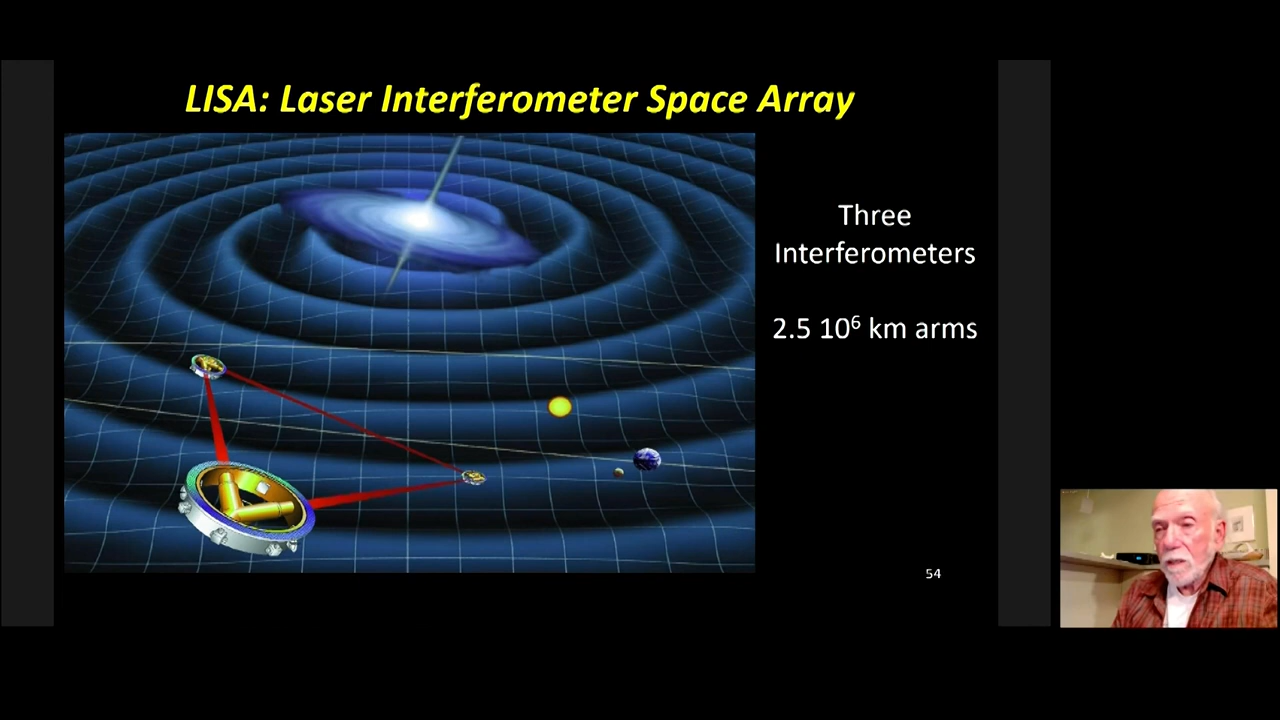 LISA: Laser Interferometer Space Array
Three
Interferometers
2.5 10⁶ km arms
54